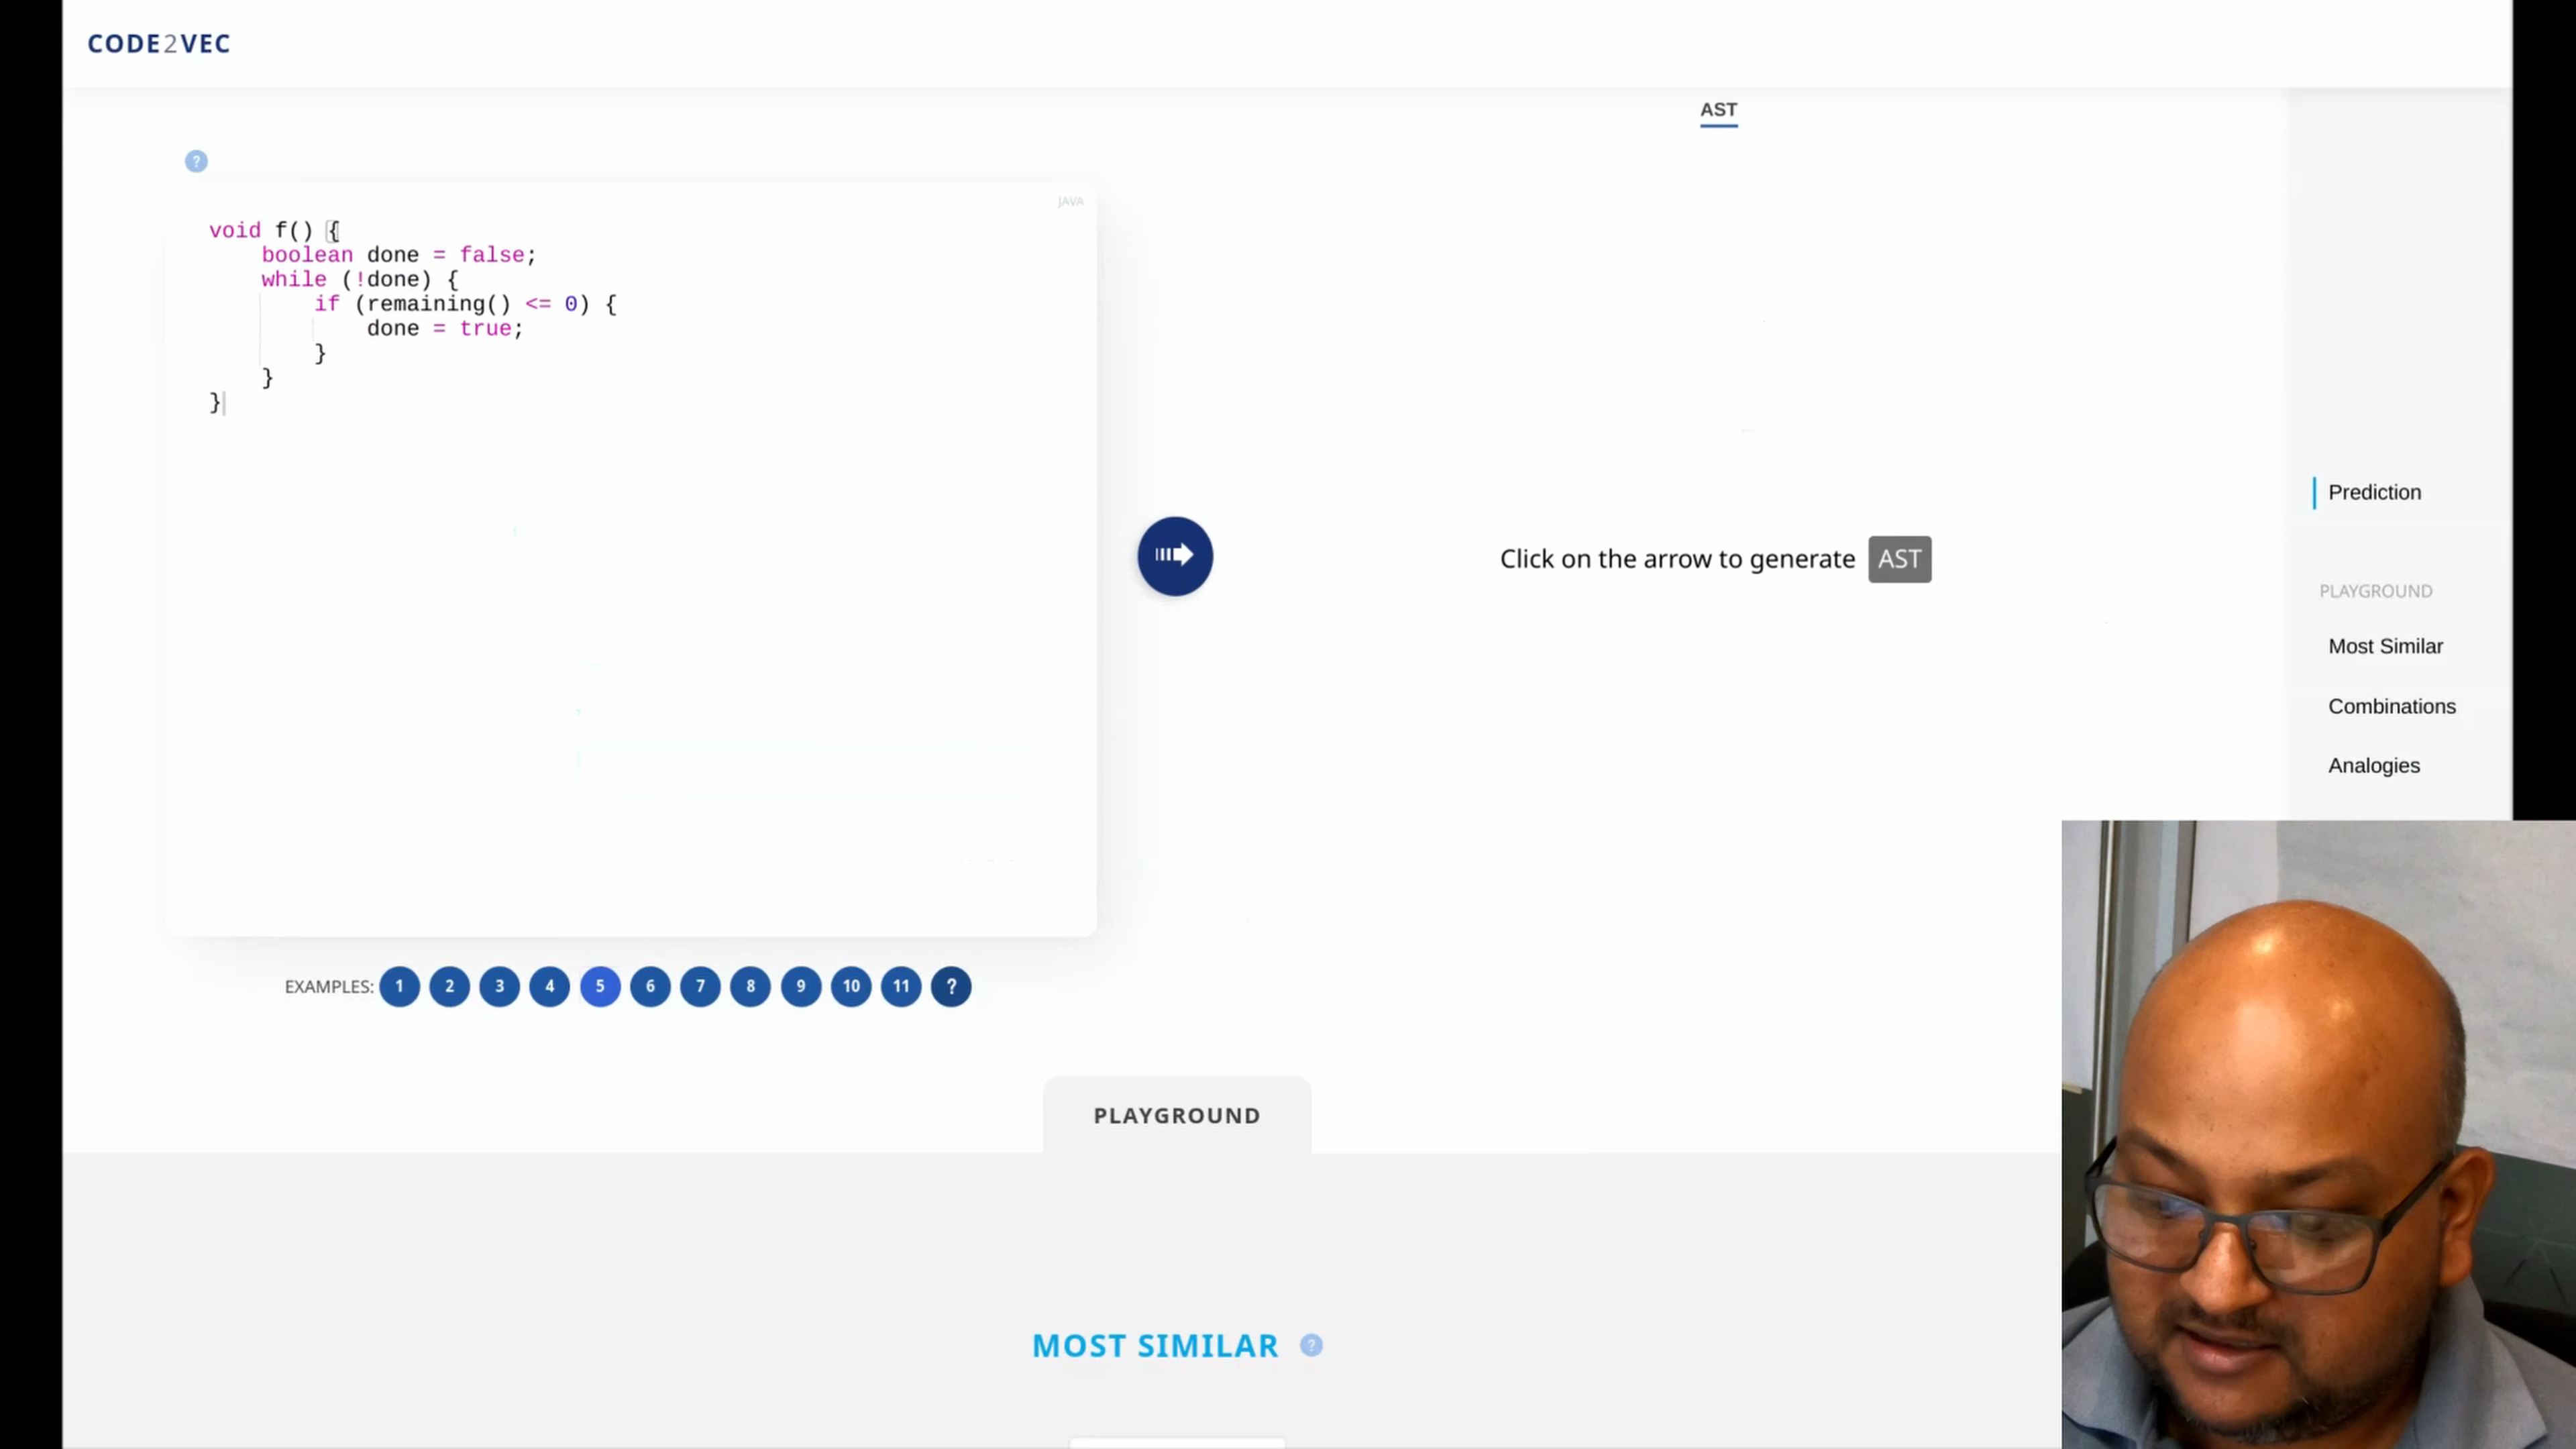 CODE2VEC
AST
?
JAVA
void f() {
    boolean done = false;
    while (!done) {
        if (remaining() <= 0) {
            done = true;
        }
    }
}
Click on the arrow to generate AST
Prediction
PLAYGROUND
Most Similar
Combinations
Analogies
EXAMPLES: 1 2 3 4 5 6 7 8 9 10 11 ?
PLAYGROUND
MOST SIMILAR ?